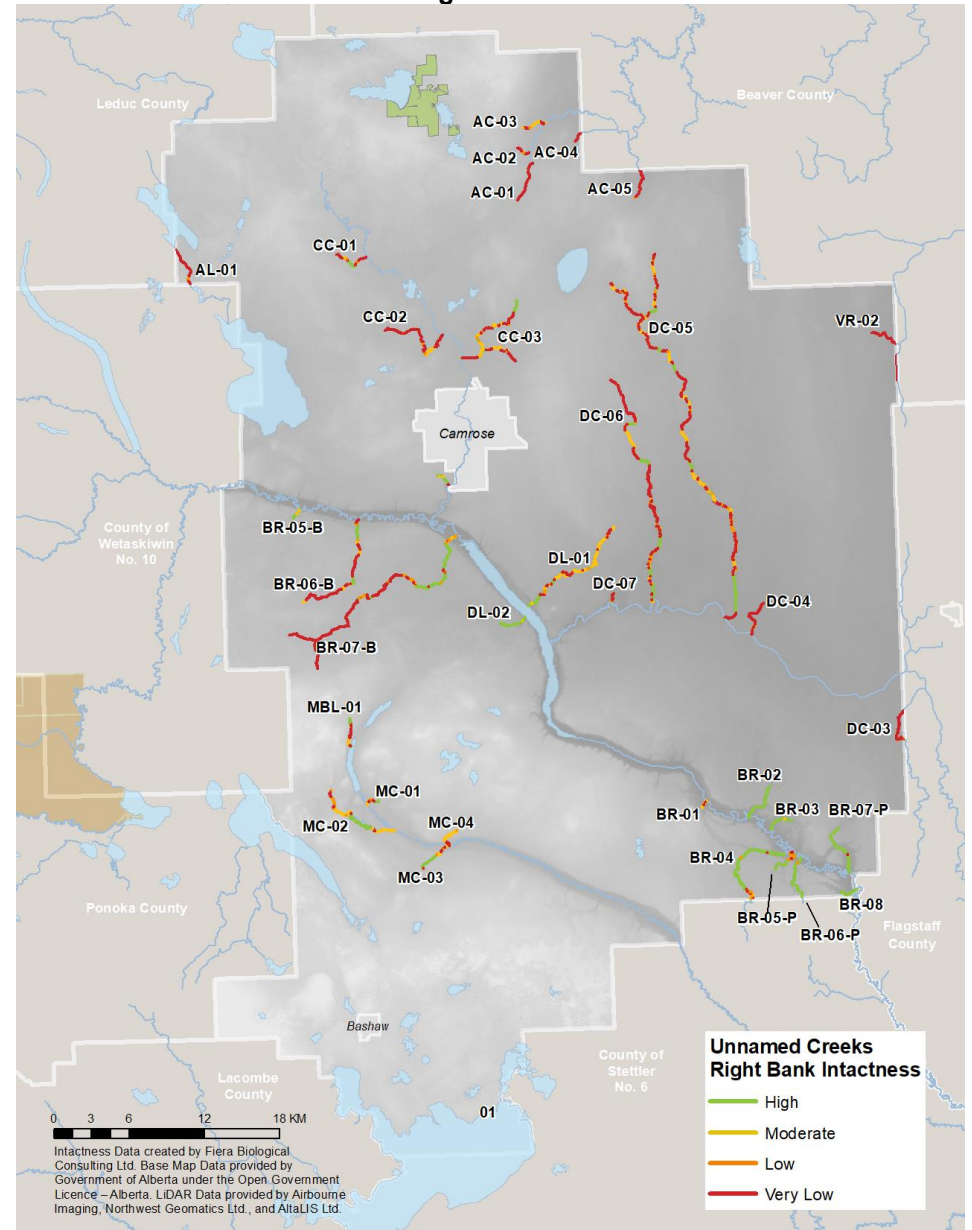 Leduc County
Beaver County
AC-03
AC-02
AC-04
AC-01
AC-05
CC-01
AL-01
CC-02
CC-03
DC-05
VR-02
DC-06
Camrose
BR-05-B
County of
Wetaskiwin
No. 10
DL-01
BR-06-B
DC-07
DC-04
DL-02
BR-07-B
MBL-01
DC-03
BR-02
MC-01
BR-01
BR-03
BR-07-P
MC-02
MC-04
BR-04
MC-03
Ponoka County
BR-05-P
BR-08
BR-06-P
Flagstaff
County
Bashaw
County of
Stettler
No. 6
Lacombe
County
01
Unnamed Creeks
Right Bank Intactness
High
Moderate
Low
Very Low
0 3 6 12 18 KM
Intactness Data created by Fiera Biological
Consulting Ltd. Base Map Data provided by
Government of Alberta under the Open Government
Licence – Alberta. LiDAR Data provided by Airbourne
Imaging, Northwest Geomatics Ltd., and AltaLIS Ltd.